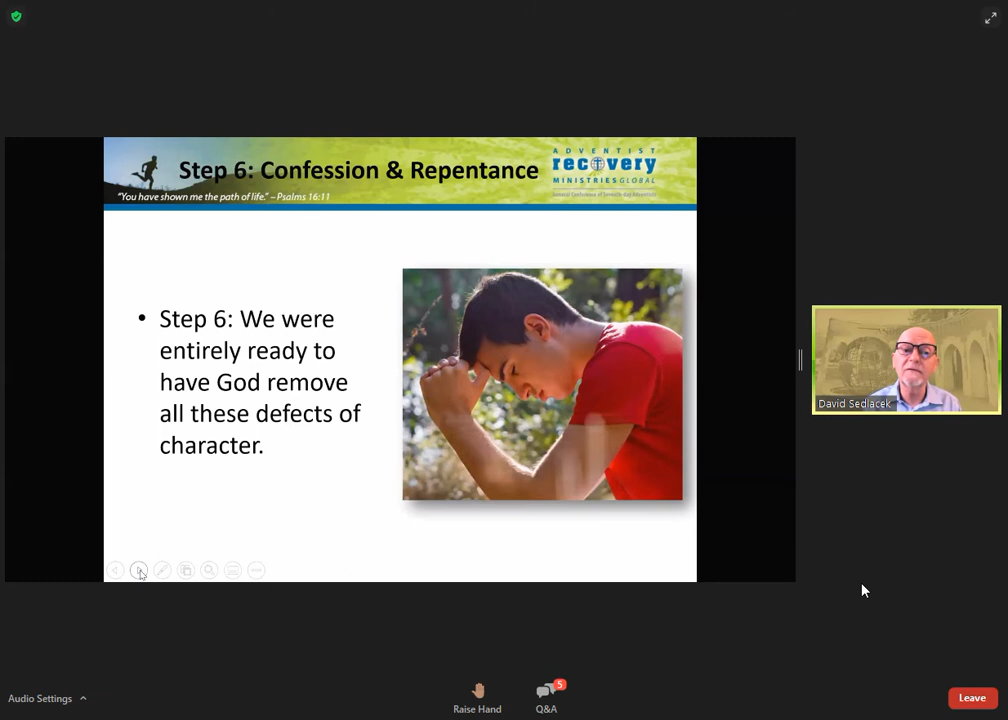 Step 6: Confession & Repentance
"You have shown me the path of life." – Psalms 16:11
ADVENTIST
recovery
MINISTRIES GLOBAL
General Conference of Seventh-day Adventists
• Step 6: We were
entirely ready to
have God remove
all these defects of
character.
David Sedlacek
Audio Settings
Raise Hand
5
Q&A
Leave